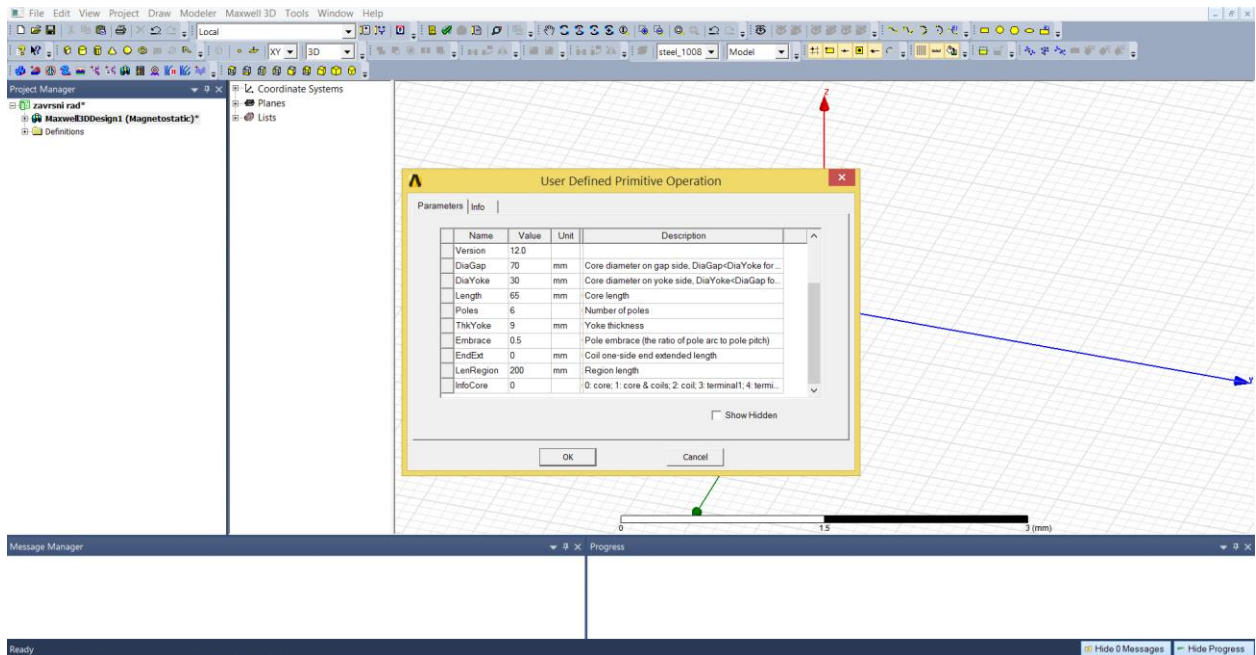 File Edit View Project Draw Modeler Maxwell 3D Tools Window Help
Local
XY 3D steel_1008 Model
Project Manager
zavrsni rad*
Maxwell3DDesign1 (Magnetostatic)*
Definitions
Coordinate Systems
Planes
Lists
z
User Defined Primitive Operation
Parameters Info
Name Value Unit Description
Version 12.0
DiaGap 70 mm Core diameter on gap side, DiaGap<DiaYoke for ...
DiaYoke 30 mm Core diameter on yoke side, DiaYoke<DiaGap fo...
Length 65 mm Core length
Poles 6 Number of poles
ThkYoke 9 mm Yoke thickness
Embrace 0.5 Pole embrace (the ratio of pole arc to pole pitch)
EndExt 0 mm Coil one-side end extended length
LenRegion 200 mm Region length
InfoCore 0 0: core; 1: core & coils; 2: coil; 3: terminal1; 4: termi...
Show Hidden
OK Cancel
y
0 1.5 3 (mm)
Message Manager
Progress
Ready
Hide 0 Messages Hide Progress